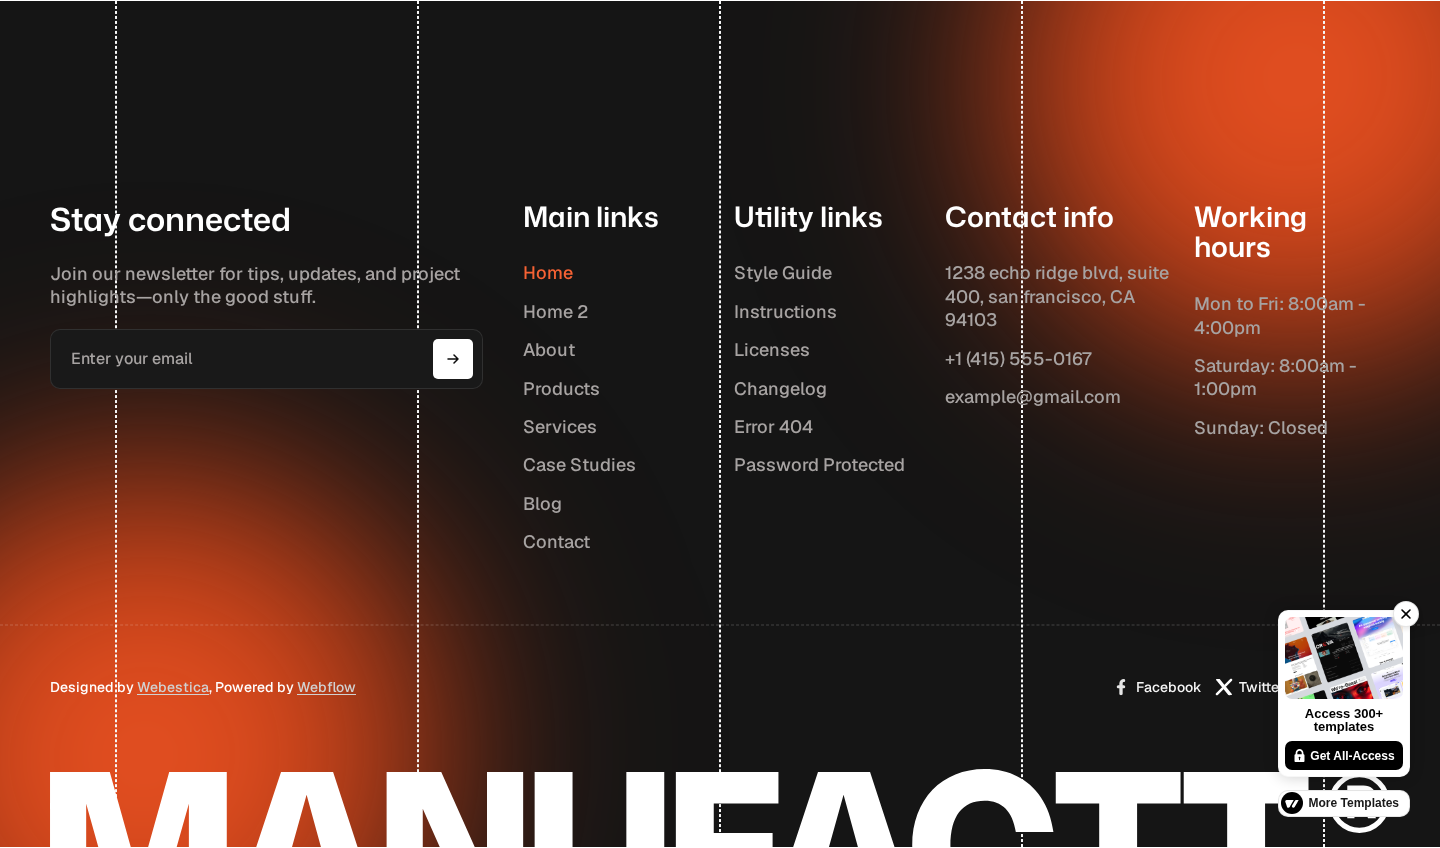 Stay connected
Join our newsletter for tips, updates, and project
highlights—only the good stuff.
Enter your email
Main links
Home
Home 2
About
Products
Services
Case Studies
Blog
Contact
Utility links
Style Guide
Instructions
Licenses
Changelog
Error 404
Password Protected
Contact info
1238 echo ridge blvd, suite
400, san francisco, CA
94103
+1 (415) 555-0167
example@gmail.com
Working
hours
Mon to Fri: 8:00am -
4:00pm
Saturday: 8:00am -
1:00pm
Sunday: Closed
Designed by Webestica, Powered by Webflow
Facebook
Twitte
Access 300+
templates
Get All-Access
More Templates
MANUFACTT®